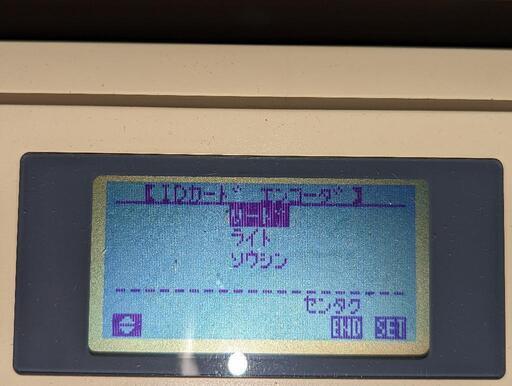 【IDカード エンコーダ】
ライト
ソウシン
センタク
END SET